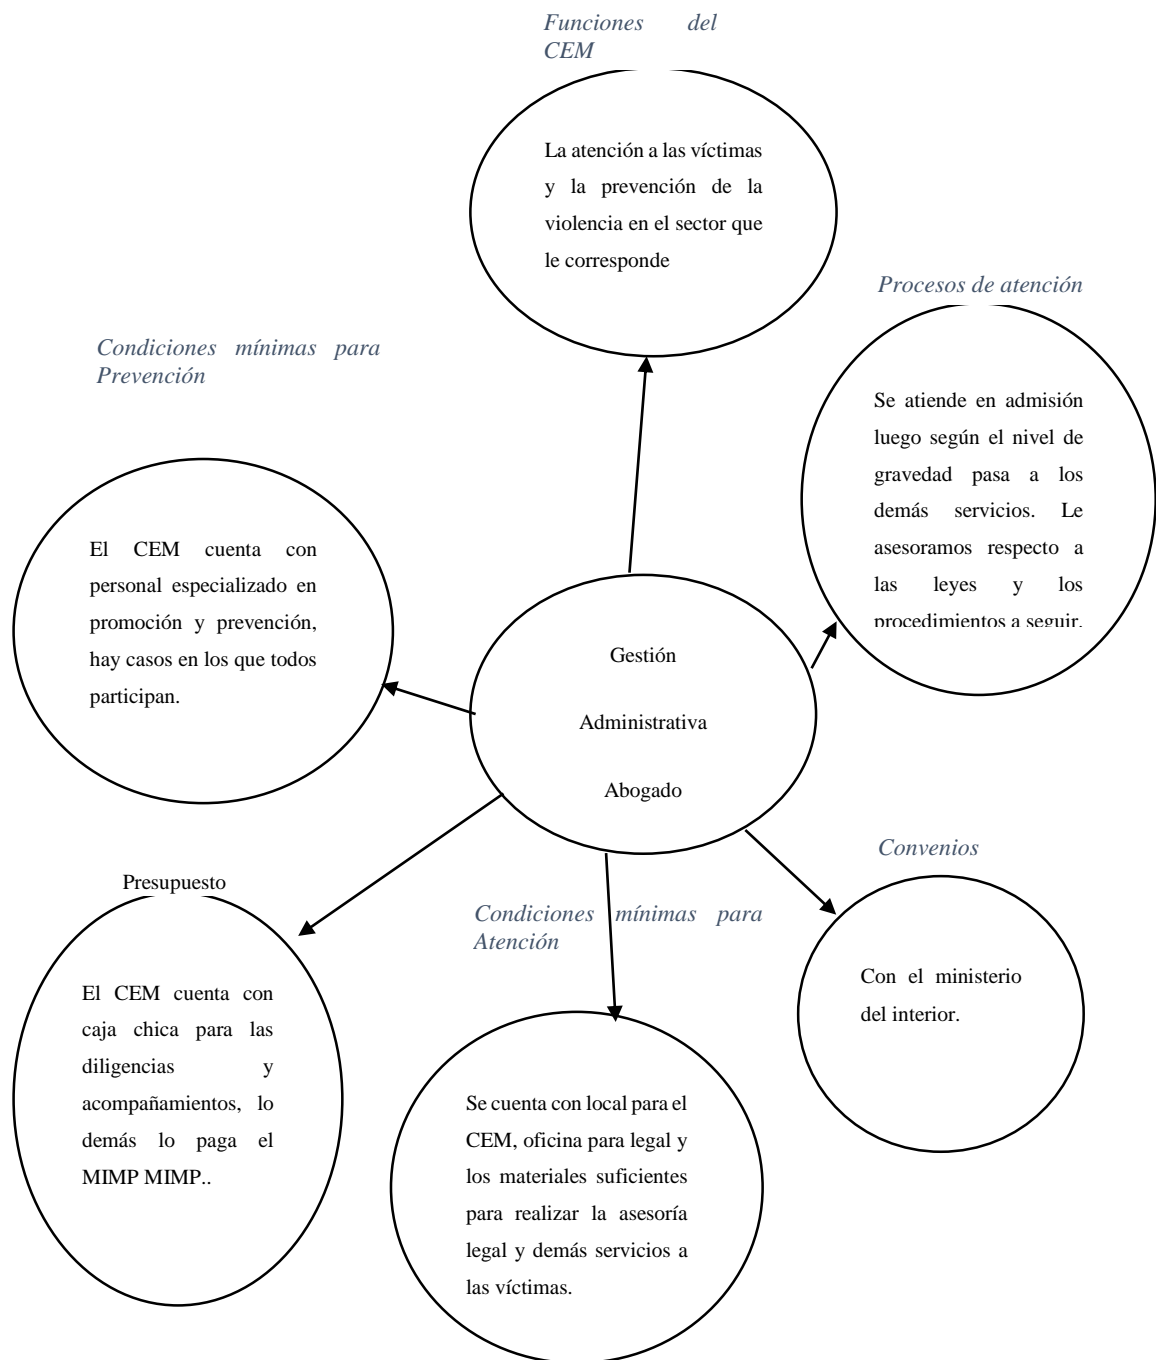 Funciones del
CEM
La atención a las víctimas
y la prevención de la
violencia en el sector que
le corresponde
Procesos de atención
Se atiende en admisión
luego según el nivel de
gravedad pasa a los
demás servicios. Le
asesoramos respecto a
las leyes y los
procedimientos a seguir.
Condiciones mínimas para
Prevención
El CEM cuenta con
personal especializado en
promoción y prevención,
hay casos en los que todos
participan.
Gestión
Administrativa
Abogado
Convenios
Con el ministerio
del interior.
Presupuesto
El CEM cuenta con
caja chica para las
diligencias y
acompañamientos, lo
demás lo paga el
MIMP MIMP..
Condiciones mínimas para
Atención
Se cuenta con local para el
CEM, oficina para legal y
los materiales suficientes
para realizar la asesoría
legal y demás servicios a
las víctimas.